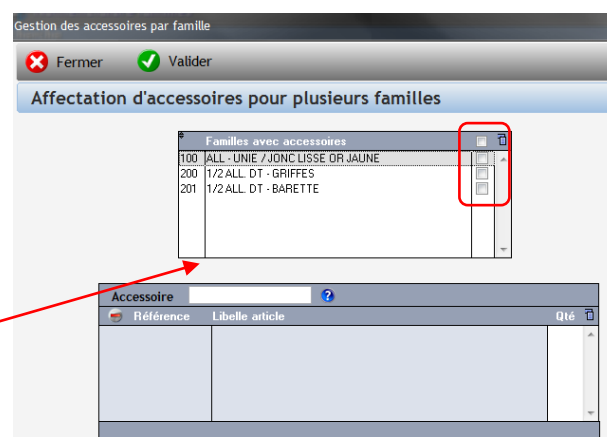 Gestion des accessoires par famille
Fermer Valider
Affectation d'accessoires pour plusieurs familles
Familles avec accessoires
100 ALL - UNIE / JONC LISSE OR JAUNE
200 1/2 ALL. DT - GRIFFES
201 1/2 ALL. DT - BARETTE
Accessoire
Référence Libelle article Qté